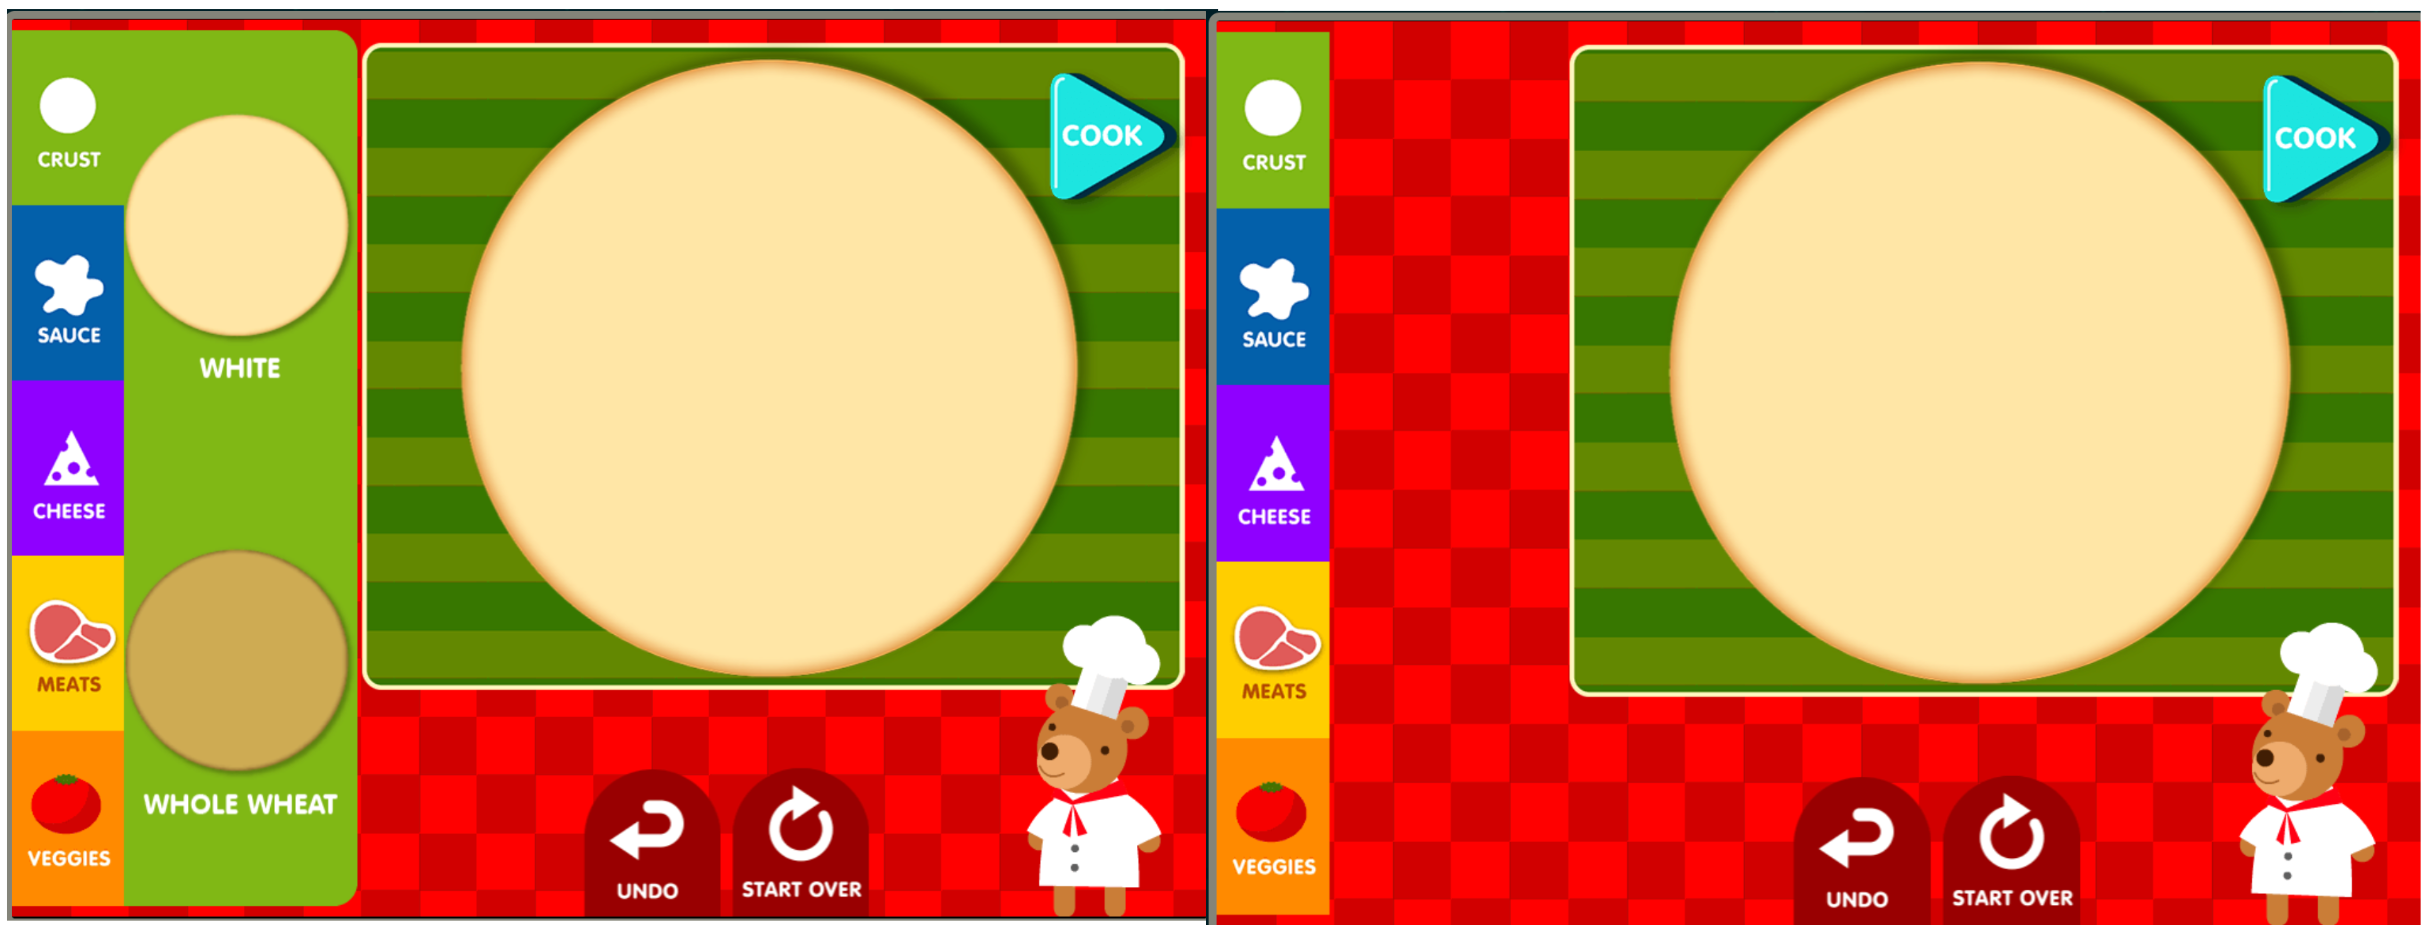 CRUST
SAUCE
CHEESE
MEATS
VEGGIES
WHITE
WHOLE WHEAT
COOK
UNDO
START OVER
CRUST
SAUCE
CHEESE
MEATS
VEGGIES
COOK
UNDO
START OVER